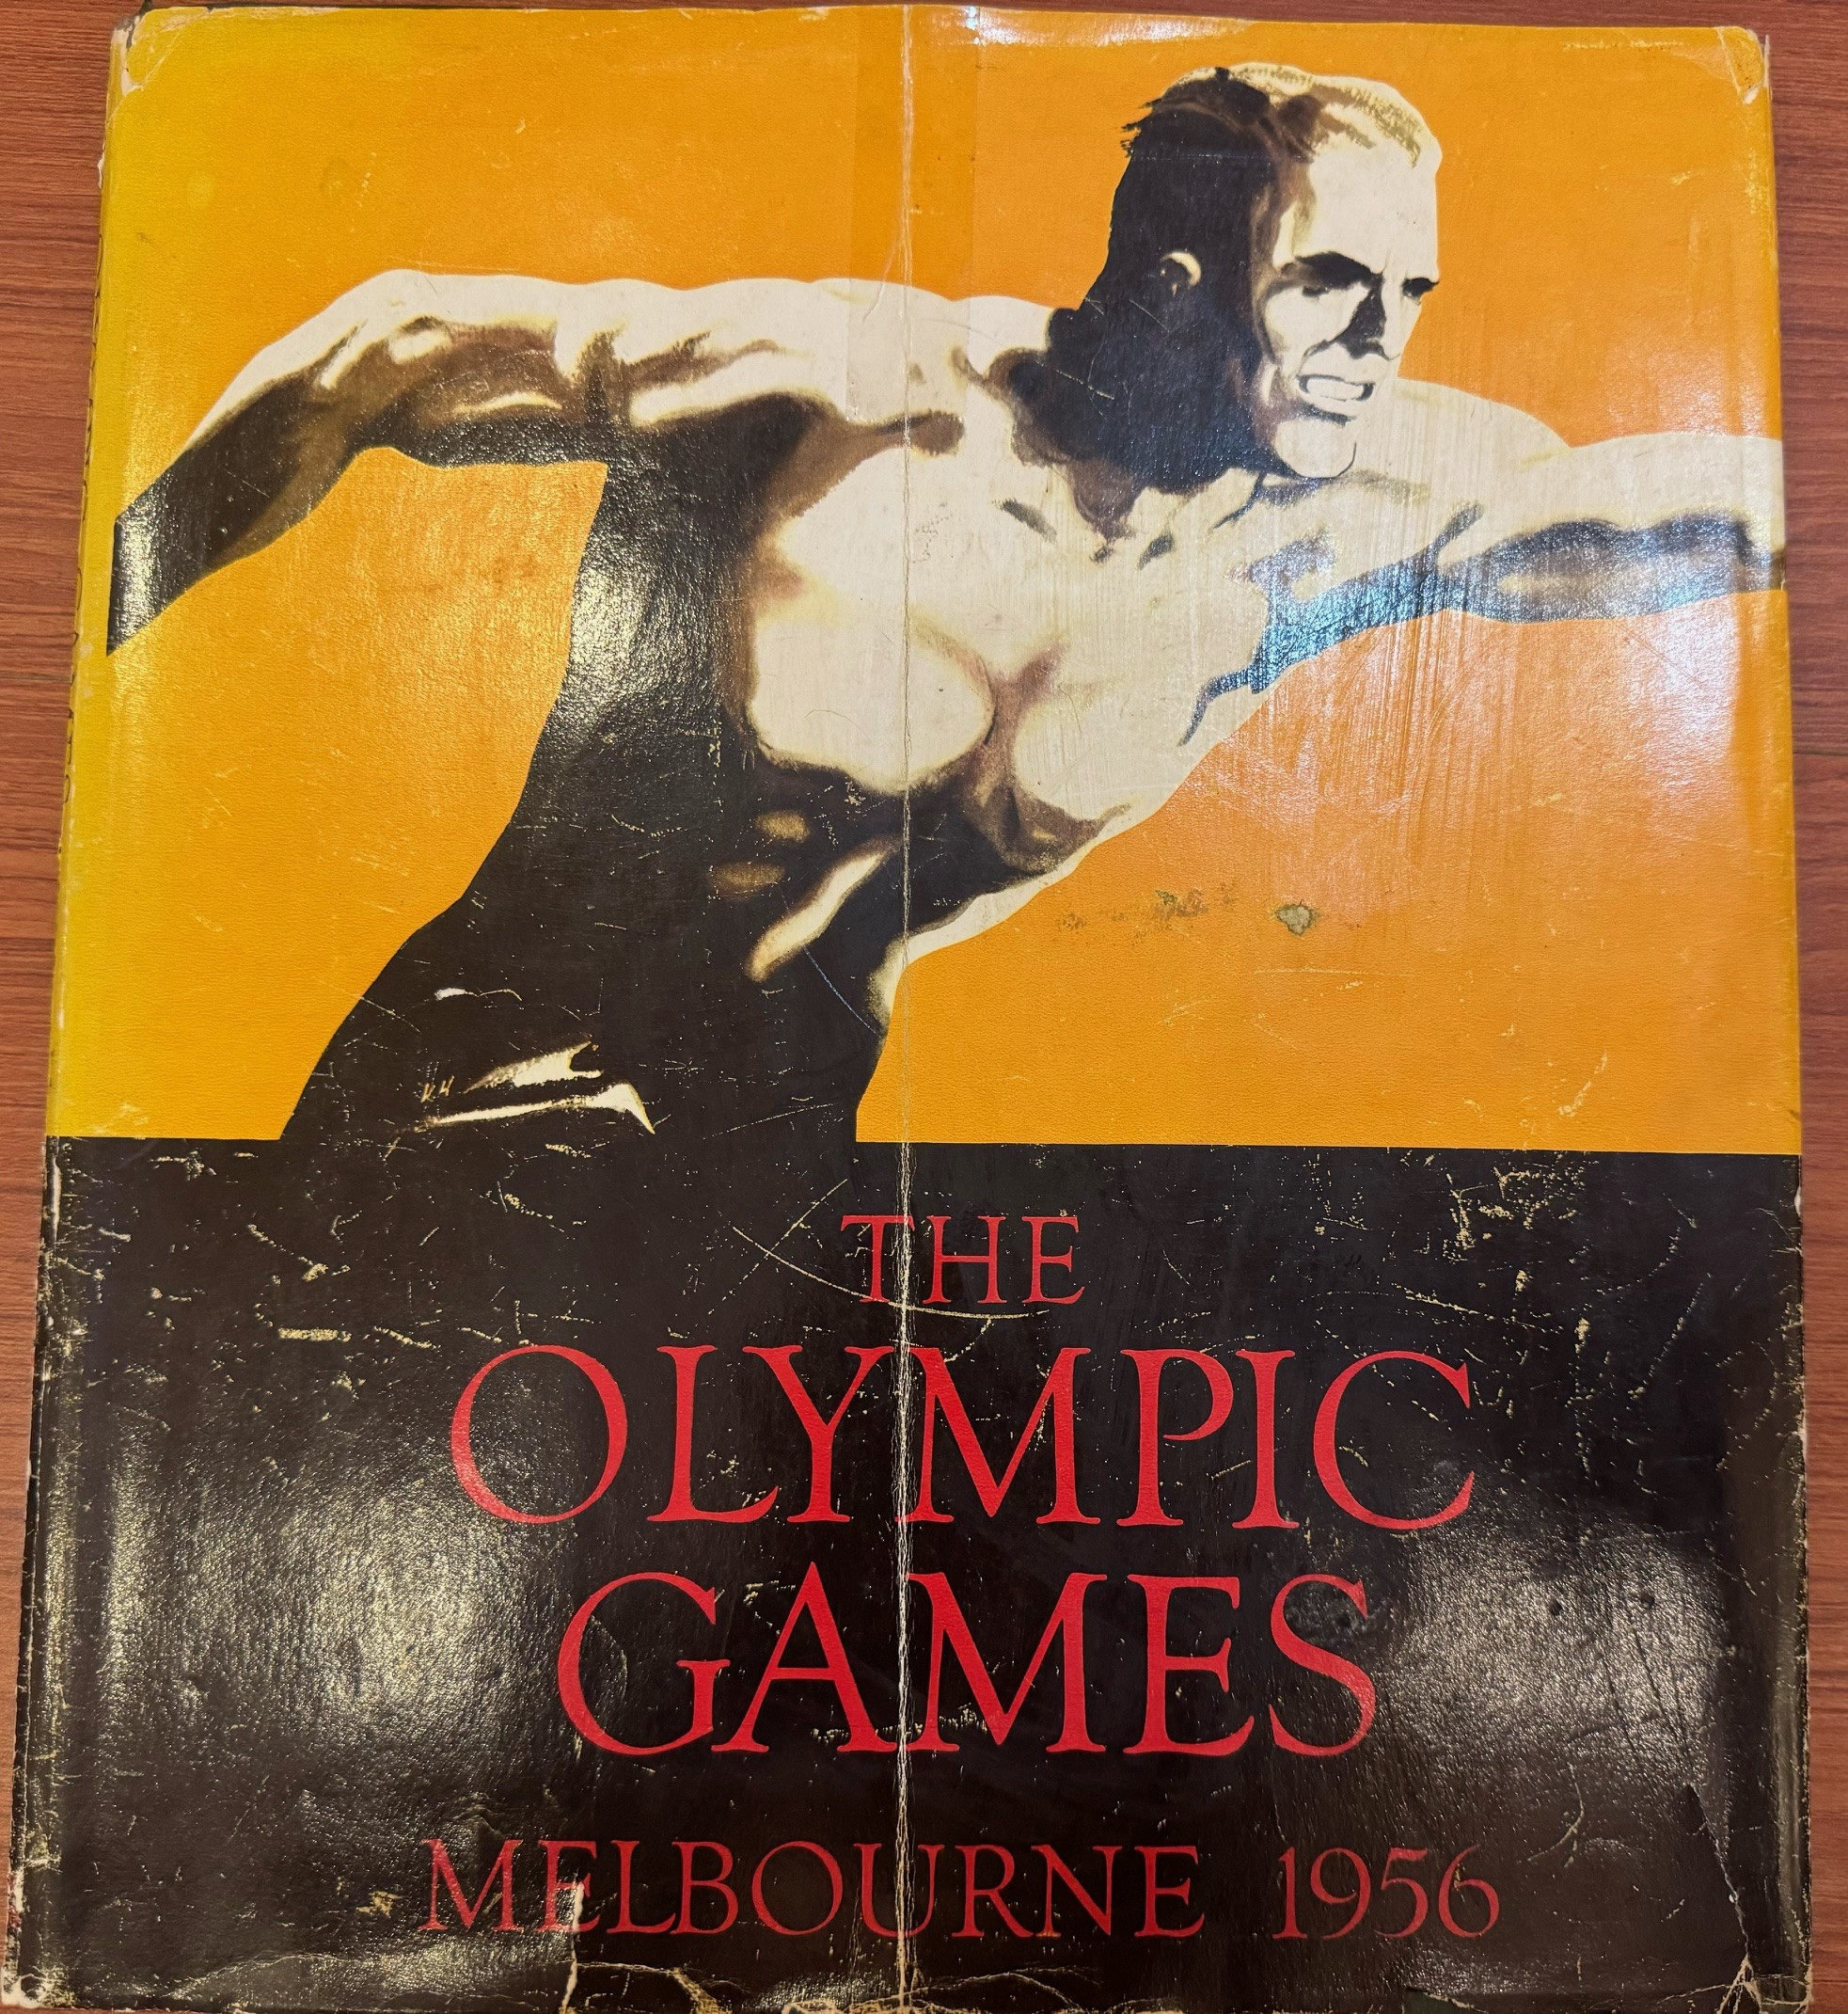 THE
OLYMPIC
GAMES
MELBOURNE 1956